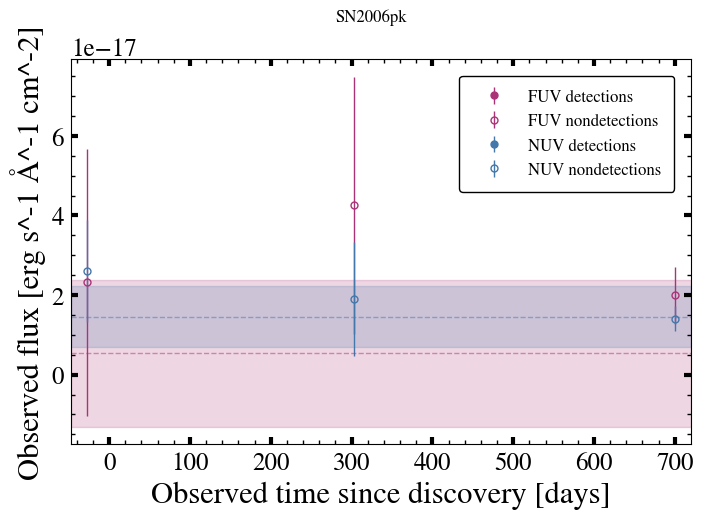 SN2006pk
1e−17
Observed flux [erg s^-1 Å^-1 cm^-2]
6
4
2
0
FUV detections
FUV nondetections
NUV detections
NUV nondetections
0 100 200 300 400 500 600 700
Observed time since discovery [days]